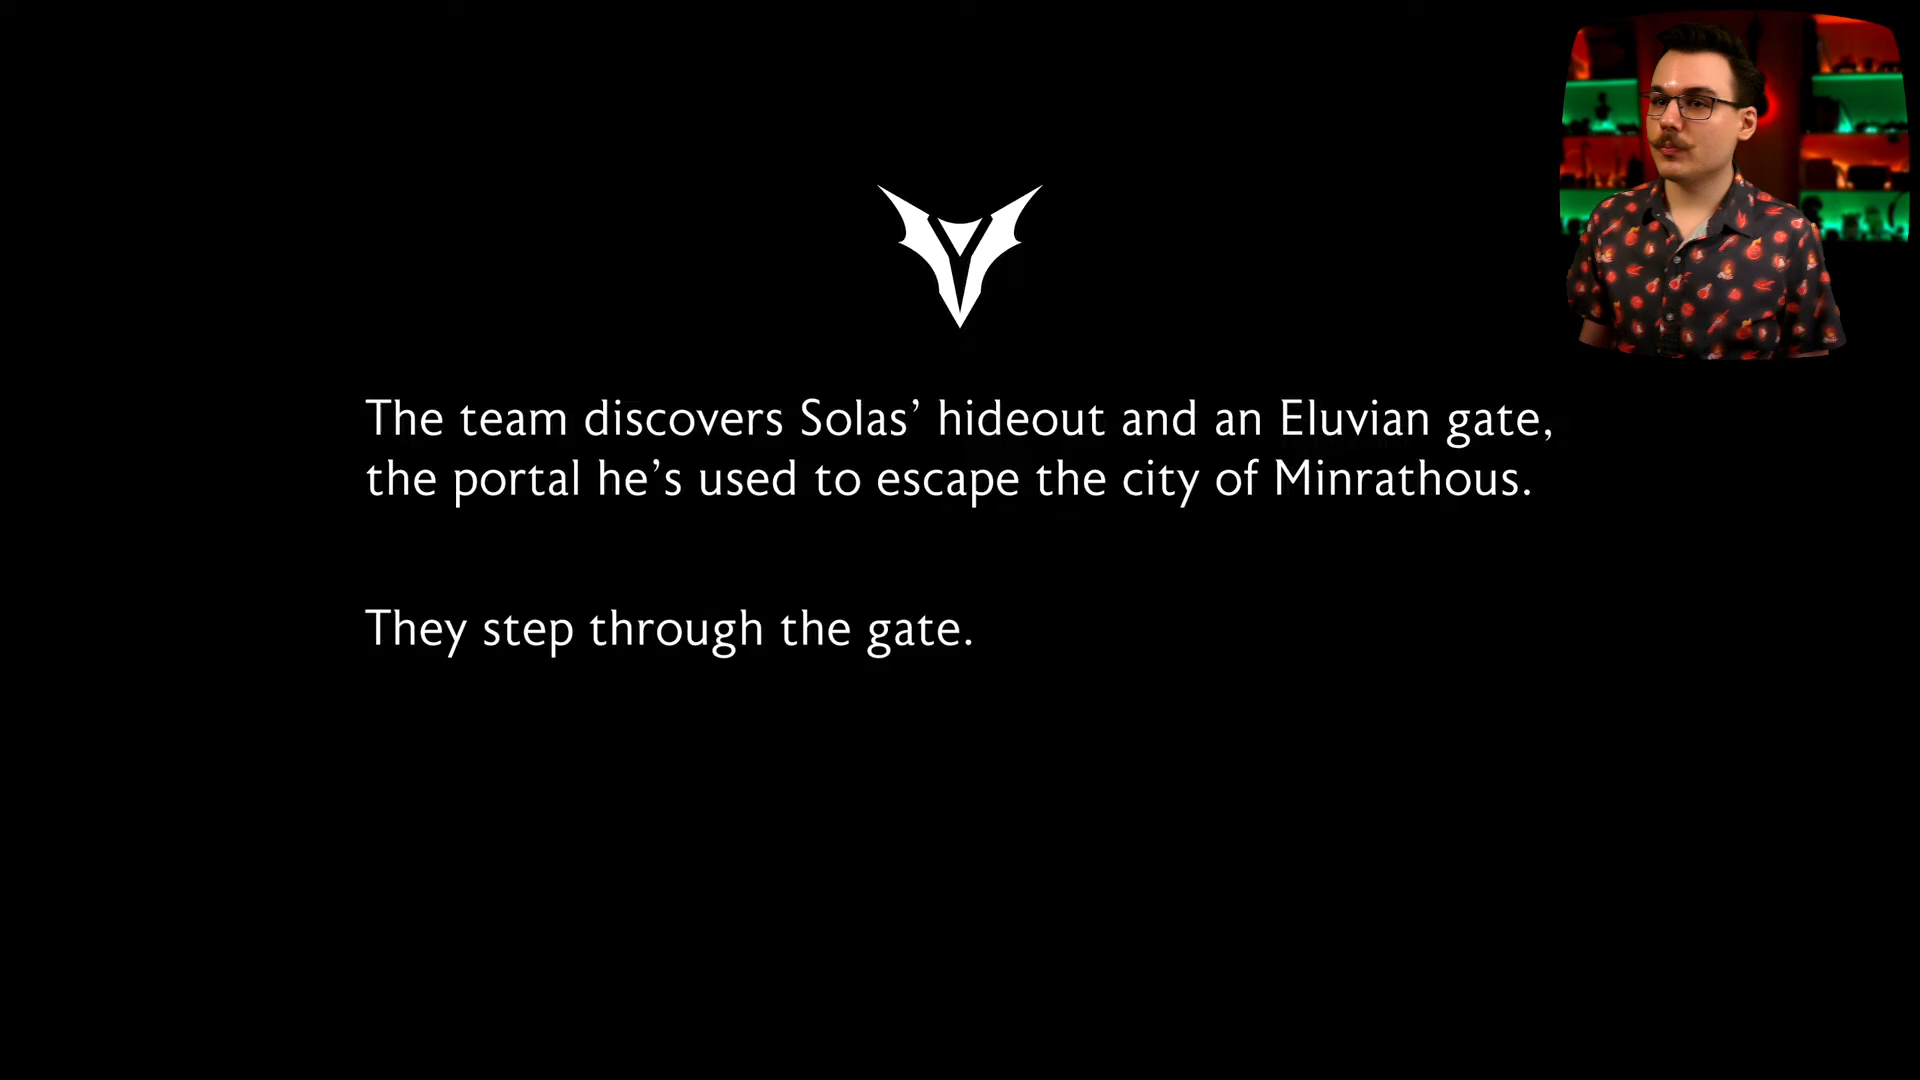 The team discovers Solas’ hideout and an Eluvian gate,
the portal he’s used to escape the city of Minrathous.
They step through the gate.